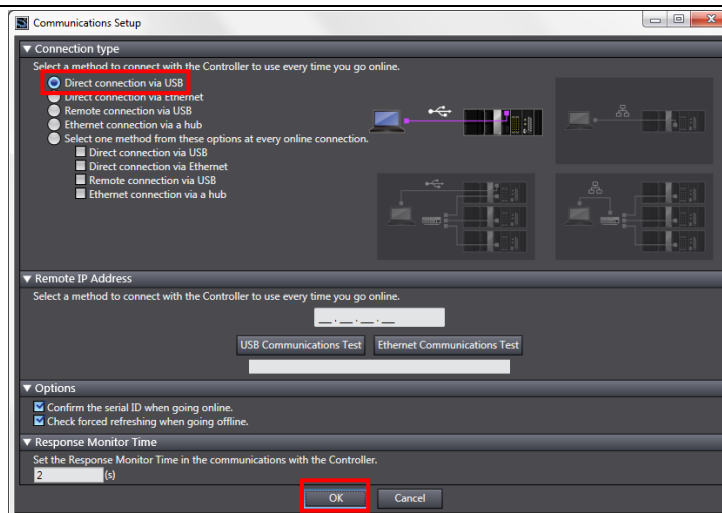 Communications Setup
▼ Connection type
Select a method to connect with the Controller to use every time you go online.
Direct connection via USB
Direct connection via Ethernet
Remote connection via USB
Ethernet connection via a hub
Select one method from these options at every online connection.
Direct connection via USB
Direct connection via Ethernet
Remote connection via USB
Ethernet connection via a hub
▼ Remote IP Address
Select a method to connect with the Controller to use every time you go online.
__.__.__.__
USB Communications Test Ethernet Communications Test
▼ Options
Confirm the serial ID when going online.
Check forced refreshing when going offline.
▼ Response Monitor Time
Set the Response Monitor Time in the communications with the Controller.
2 (s)
OK Cancel